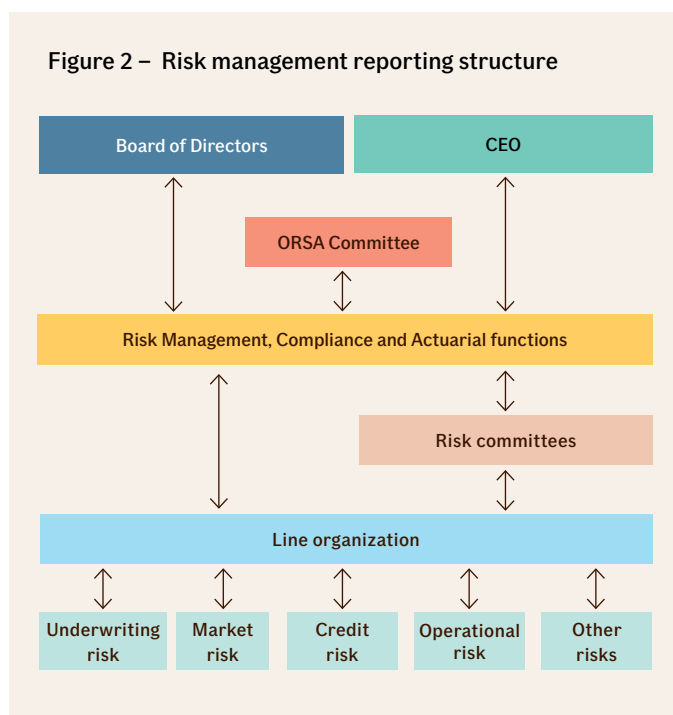 Figure 2 – Risk management reporting structure
Board of Directors
CEO
ORSA Committee
Risk Management, Compliance and Actuarial functions
Risk committees
Line organization
Underwriting
risk
Market
risk
Credit
risk
Operational
risk
Other
risks